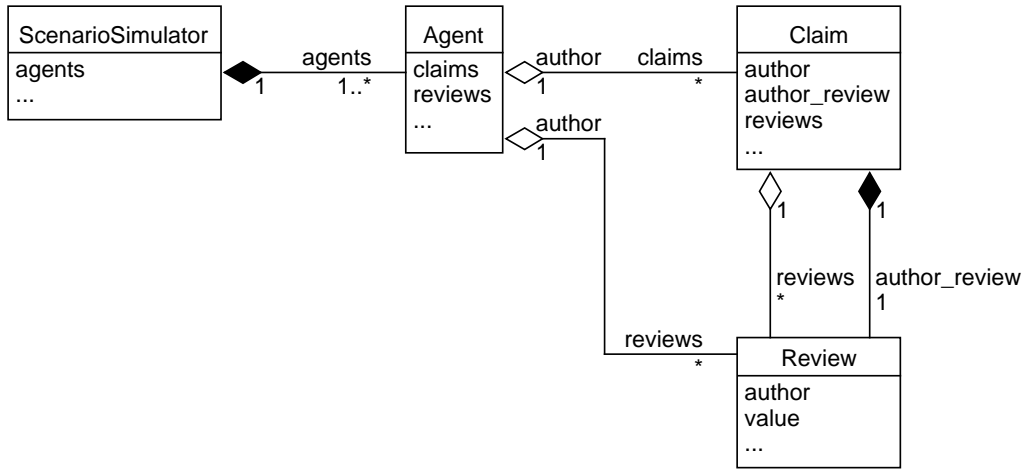 ScenarioSimulator
agents
...
1
agents
1..*
Agent
claims
reviews
...
author
1
claims
*
author
1
Claim
author
author_review
reviews
...
1
1
reviews
*
author_review
1
reviews
*
Review
author
value
...